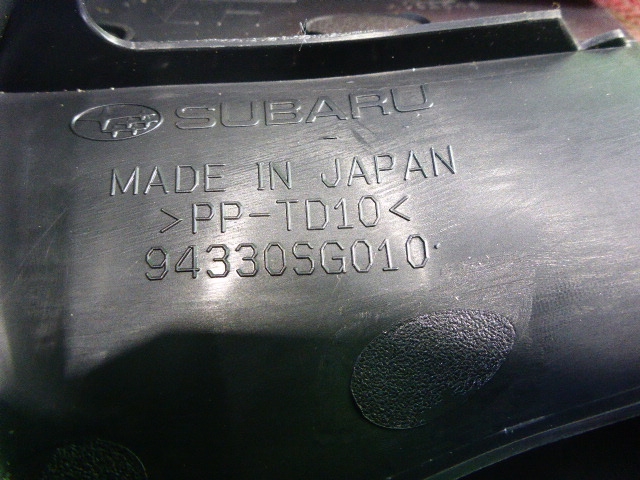 SUBARU
MADE IN JAPAN
>PP-TD10<
94330SG010